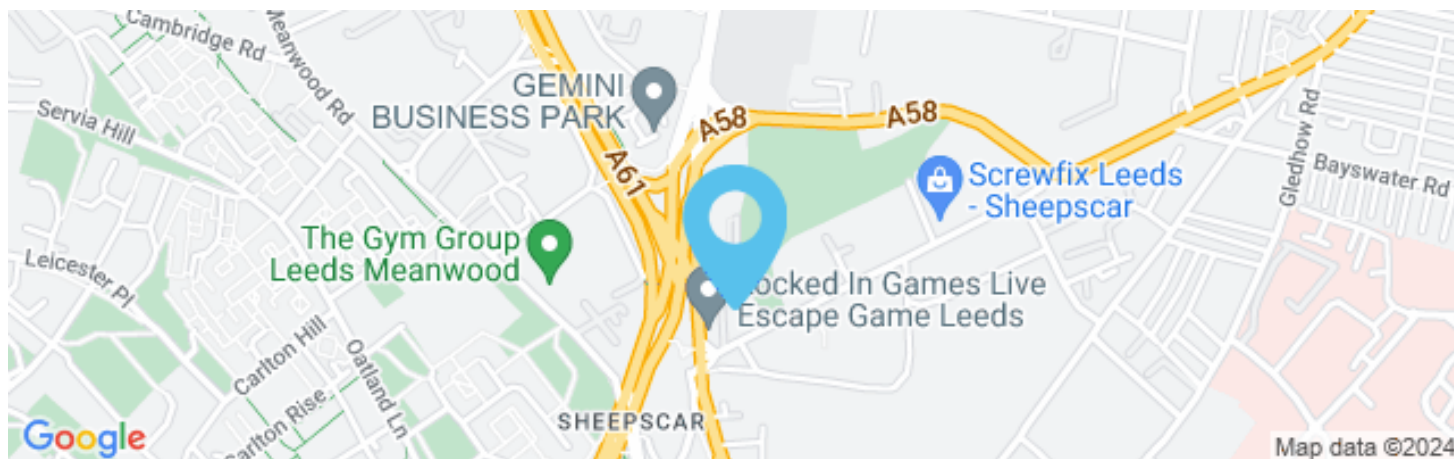 Cambridge Rd
Meanwood Rd
Servia Hill
GEMINI
BUSINESS PARK
A58
A58
A61
Gledhow Rd
Bayswater Rd
Screwfix Leeds
- Sheepscar
The Gym Group
Leeds Meanwood
Leicester Pl
ocked In Games Live
Escape Game Leeds
Carlton Hill
Oatland Ln
Carlton Rise
SHEEPSCAR
Google
Map data ©2024